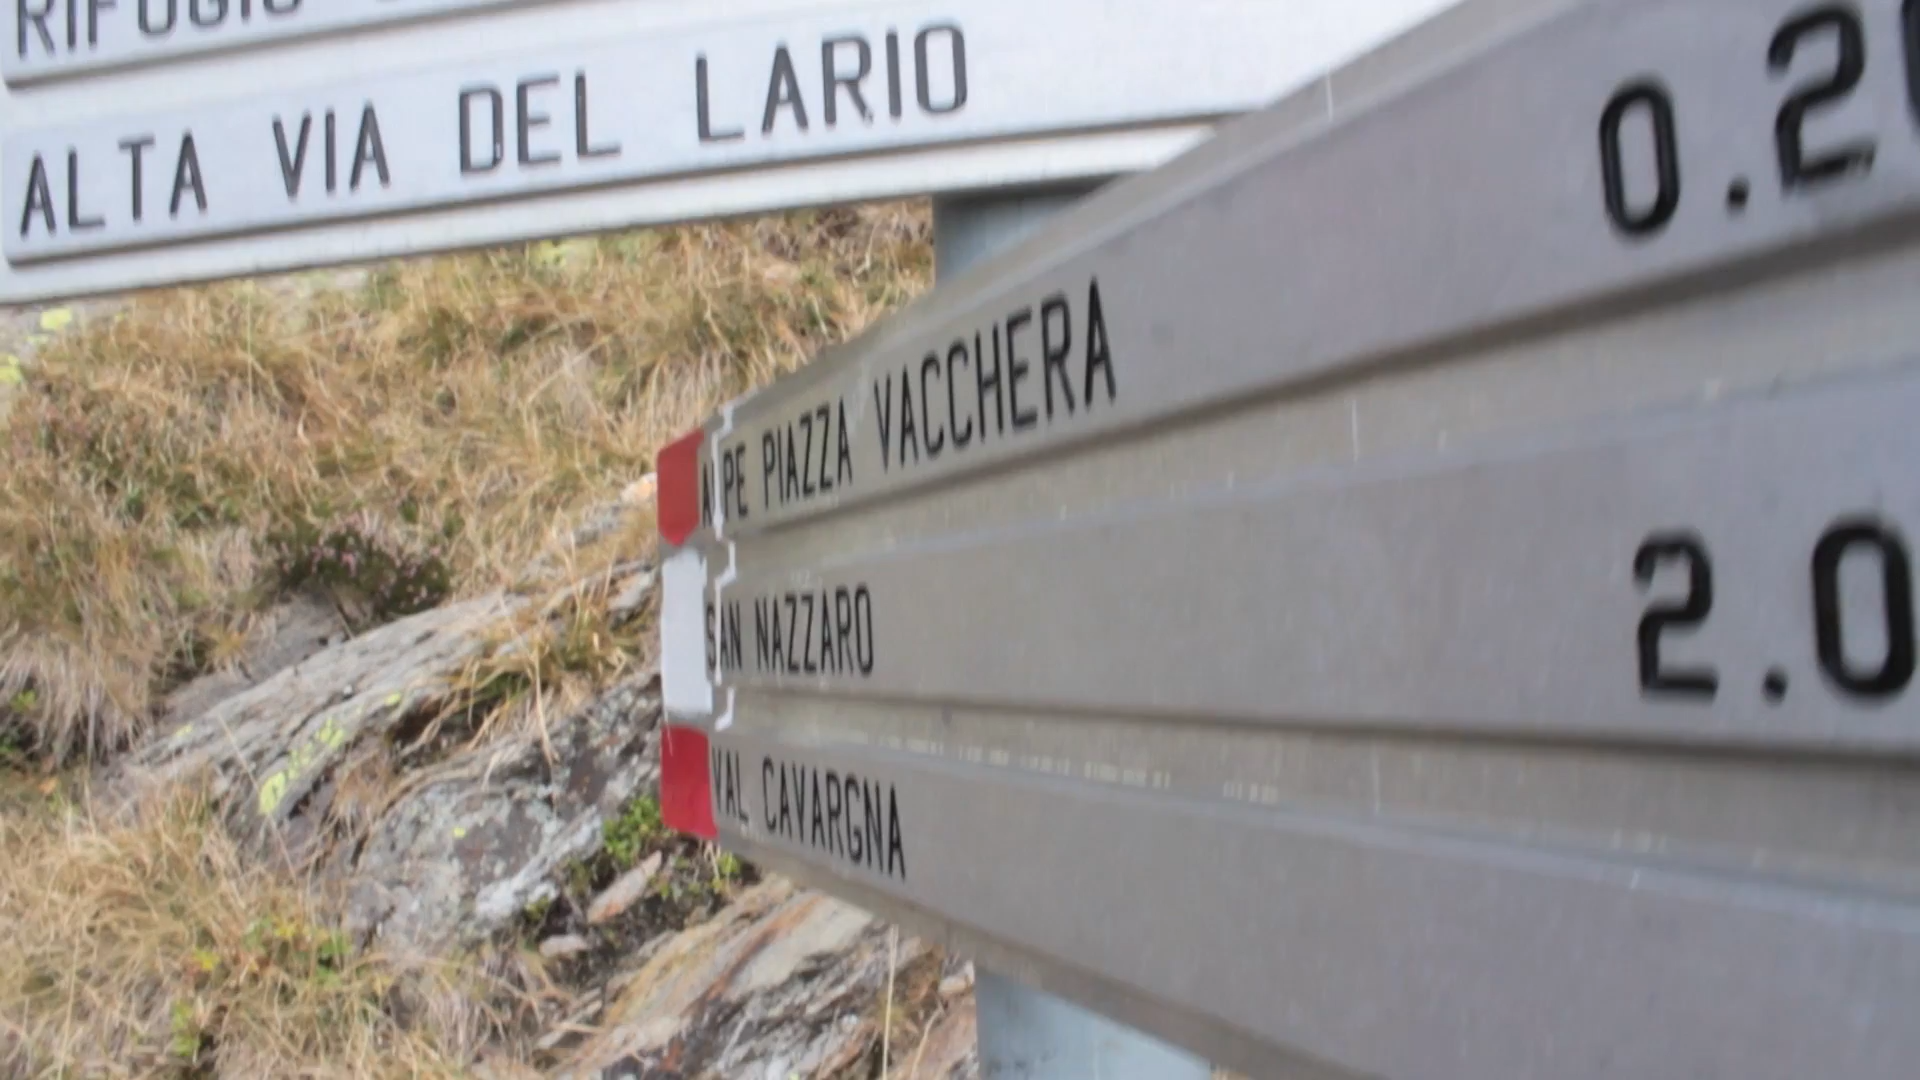 RIFUGIO
ALTA VIA DEL LARIO
ALPE PIAZZA VACCHERA 0.20
SAN NAZZARO 2.0
VAL CAVARGNA